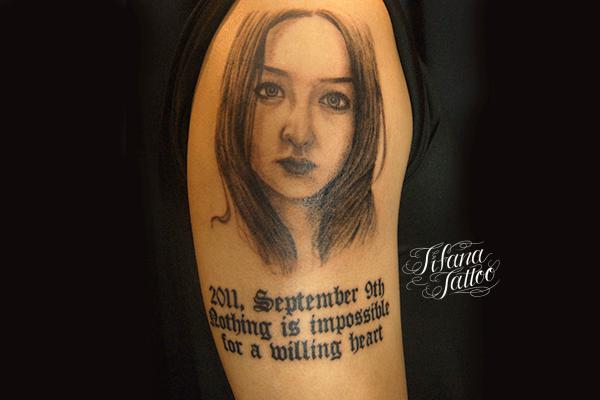 2011, September 9th
Nothing is impossible
for a willing heart
Tifana
Tattoo